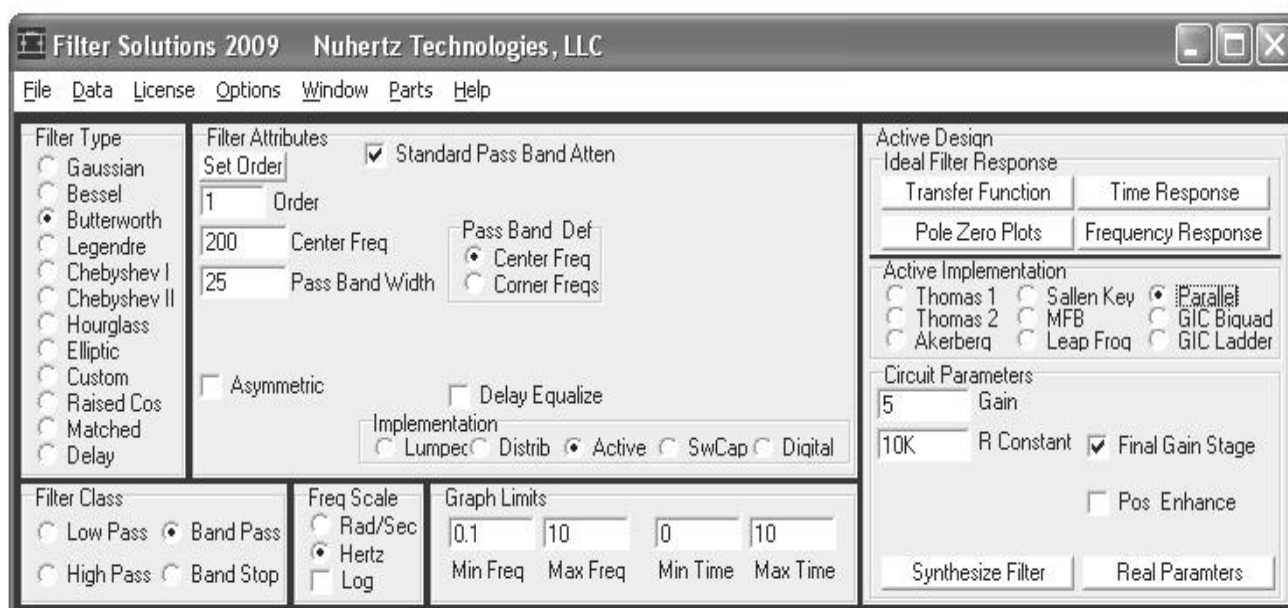 Filter Solutions 2009 Nuhertz Technologies, LLC
File Data License Options Window Parts Help
Filter Type
Gaussian
Bessel
Butterworth
Legendre
Chebyshev I
Chebyshev II
Hourglass
Elliptic
Custom
Raised Cos
Matched
Delay
Filter Attributes
Set Order
Standard Pass Band Atten
1 Order
200 Center Freq
25 Pass Band Width
Pass Band Def
Center Freq
Corner Freqs
Asymmetric
Delay Equalize
Implementation
Lumped Distrib Active SwCap Digital
Active Design
Ideal Filter Response
Transfer Function Time Response
Pole Zero Plots Frequency Response
Active Implementation
Thomas 1 Sallen Key Parallel
Thomas 2 MFB GIC Biquad
Akerberg Leap Frog GIC Ladder
Circuit Parameters
5 Gain
10K R Constant Final Gain Stage
Pos Enhance
Synthesize Filter Real Paramters
Filter Class
Low Pass Band Pass
High Pass Band Stop
Freq Scale
Rad/Sec
Hertz
Log
Graph Limits
0.1 10 0 10
Min Freq Max Freq Min Time Max Time